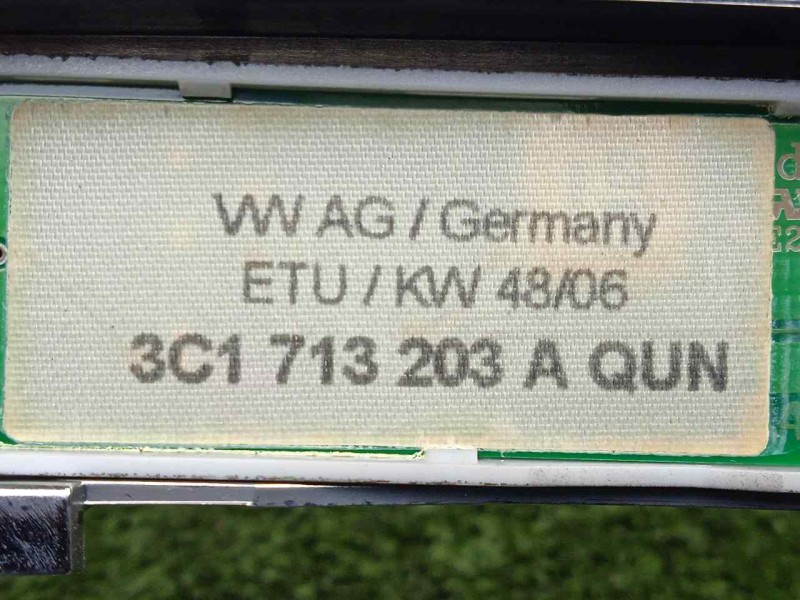 VW AG / Germany
ETU / KW 48/06
3C1 713 203 A QUN